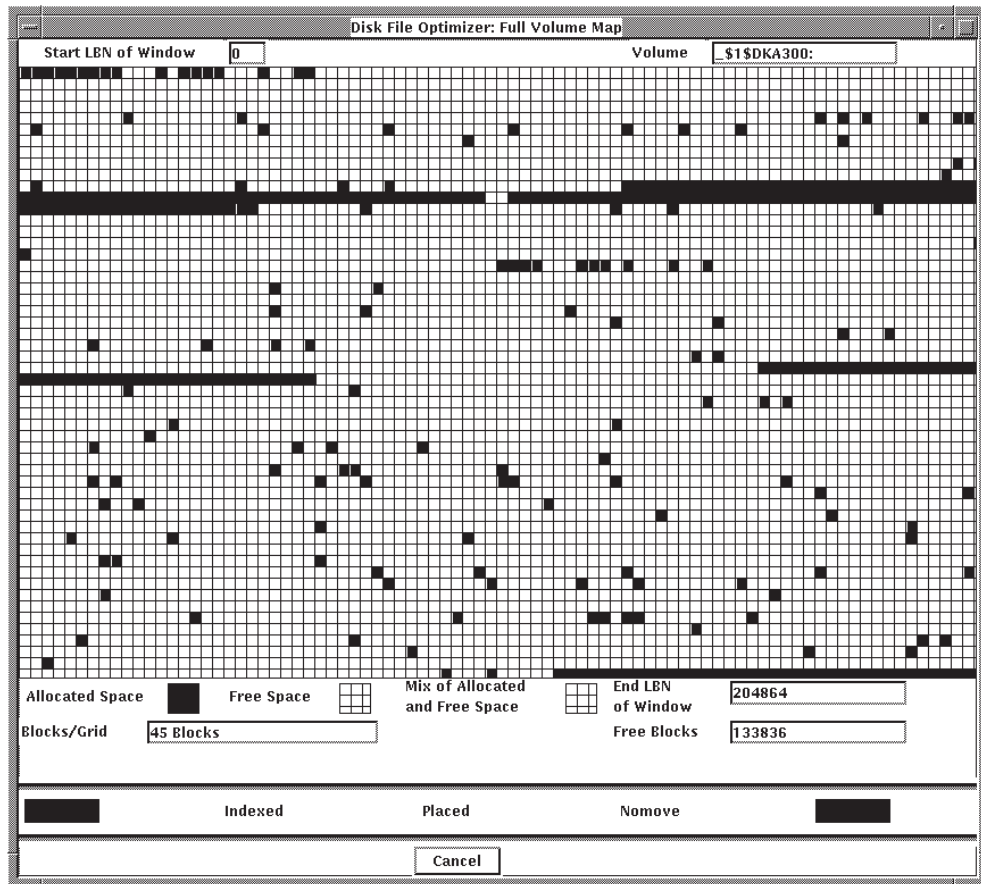 Disk File Optimizer: Full Volume Map
Start LBN of Window 0 Volume _$1$DKA300:
Allocated Space Free Space Mix of Allocated and Free Space End LBN of Window 204864
Blocks/Grid 45 Blocks Free Blocks 133836
Indexed Placed Nomove
Cancel